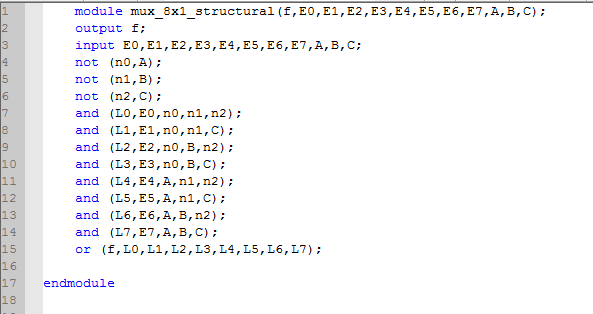 1 module mux_8x1_structural(f,E0,E1,E2,E3,E4,E5,E6,E7,A,B,C);
2 output f;
3 input E0,E1,E2,E3,E4,E5,E6,E7,A,B,C;
4 not (n0,A);
5 not (n1,B);
6 not (n2,C);
7 and (L0,E0,n0,n1,n2);
8 and (L1,E1,n0,n1,C);
9 and (L2,E2,n0,B,n2);
10 and (L3,E3,n0,B,C);
11 and (L4,E4,A,n1,n2);
12 and (L5,E5,A,n1,C);
13 and (L6,E6,A,B,n2);
14 and (L7,E7,A,B,C);
15 or (f,L0,L1,L2,L3,L4,L5,L6,L7);
16
17 endmodule
18